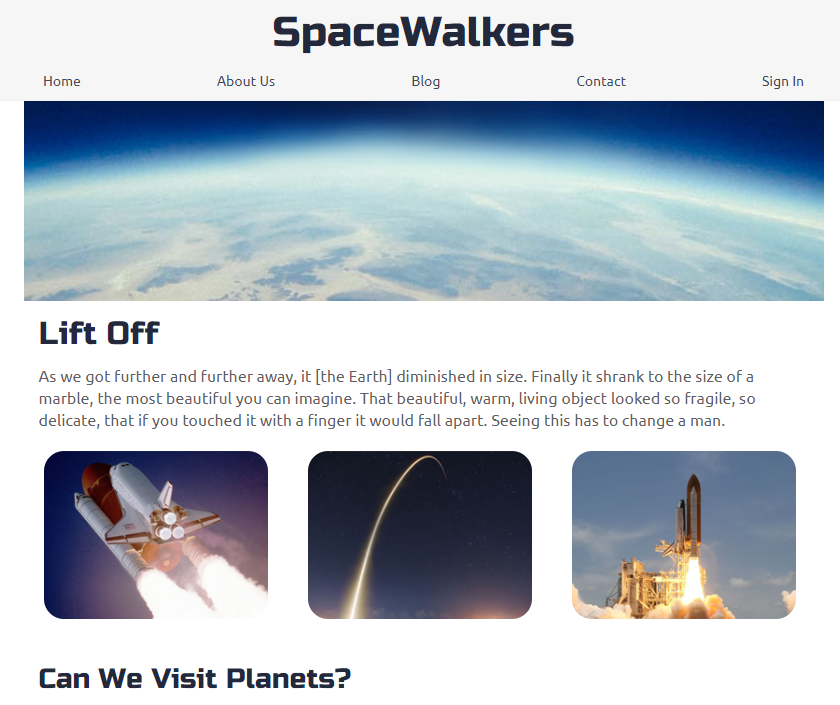 SpaceWalkers
Home About Us Blog Contact Sign In
Lift Off
As we got further and further away, it [the Earth] diminished in size. Finally it shrank to the size of a
marble, the most beautiful you can imagine. That beautiful, warm, living object looked so fragile, so
delicate, that if you touched it with a finger it would fall apart. Seeing this has to change a man.
Can We Visit Planets?